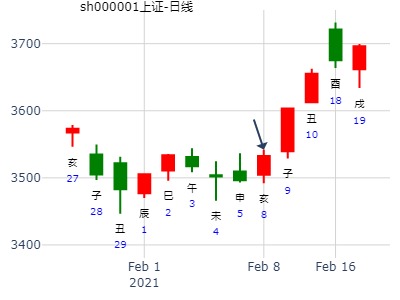 sh000001上证-日线
3700
3600
3500
3400
亥
27
子
28
丑
29
辰
1
巳
2
午
3
未
4
申
5
亥
8
子
9
丑
10
酉
18
戌
19
Feb 1
2021
Feb 8
Feb 16